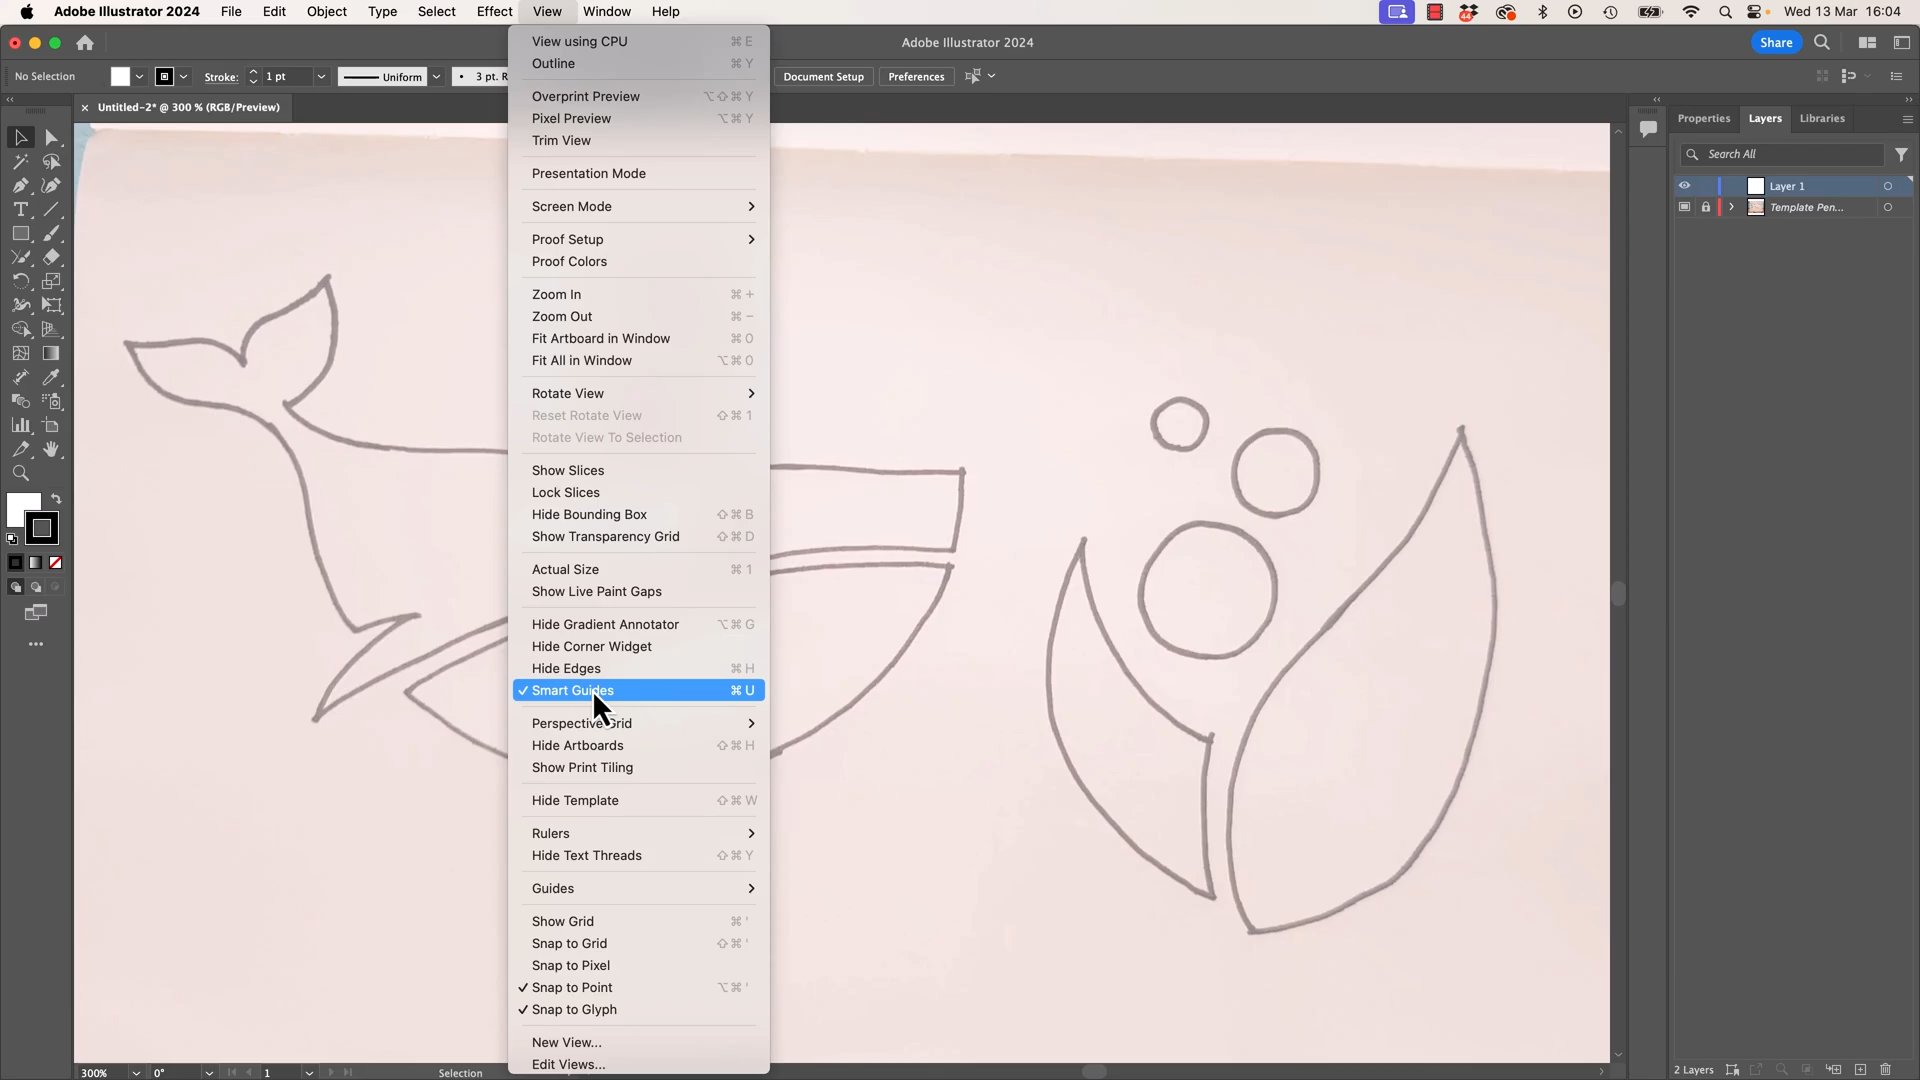 Adobe Illustrator 2024 File Edit Object Type Select Effect View Window Help
44
Wed 13 Mar 16:04
Adobe Illustrator 2024
Share
No Selection
Stroke: 1 pt
Uniform
3 pt. R
Document Setup
Preferences
Untitled-2* @ 300 % (RGB/Preview)
View using CPU ⌘ E
Outline ⌘ Y
Overprint Preview ⌥⇧⌘ Y
Pixel Preview ⌥⌘ Y
Trim View
Presentation Mode
Screen Mode
Proof Setup
Proof Colors
Zoom In ⌘ +
Zoom Out ⌘ −
Fit Artboard in Window ⌘ 0
Fit All in Window ⌥⌘ 0
Rotate View
Reset Rotate View ⇧⌘ 1
Rotate View To Selection
Show Slices
Lock Slices
Hide Bounding Box ⇧⌘ B
Show Transparency Grid ⇧⌘ D
Actual Size ⌘ 1
Show Live Paint Gaps
Hide Gradient Annotator ⌥⌘ G
Hide Corner Widget
Hide Edges ⌘ H
✓ Smart Guides ⌘ U
Perspective Grid
Hide Artboards ⇧⌘ H
Show Print Tiling
Hide Template ⇧⌘ W
Rulers
Hide Text Threads ⇧⌘ Y
Guides
Show Grid ⌘ '
Snap to Grid ⇧⌘ '
Snap to Pixel
✓ Snap to Point ⌥⌘ '
✓ Snap to Glyph
New View...
Edit Views...
Properties Layers Libraries
Search All
Layer 1
Template Pen...
300% 0° 1 Selection
2 Layers